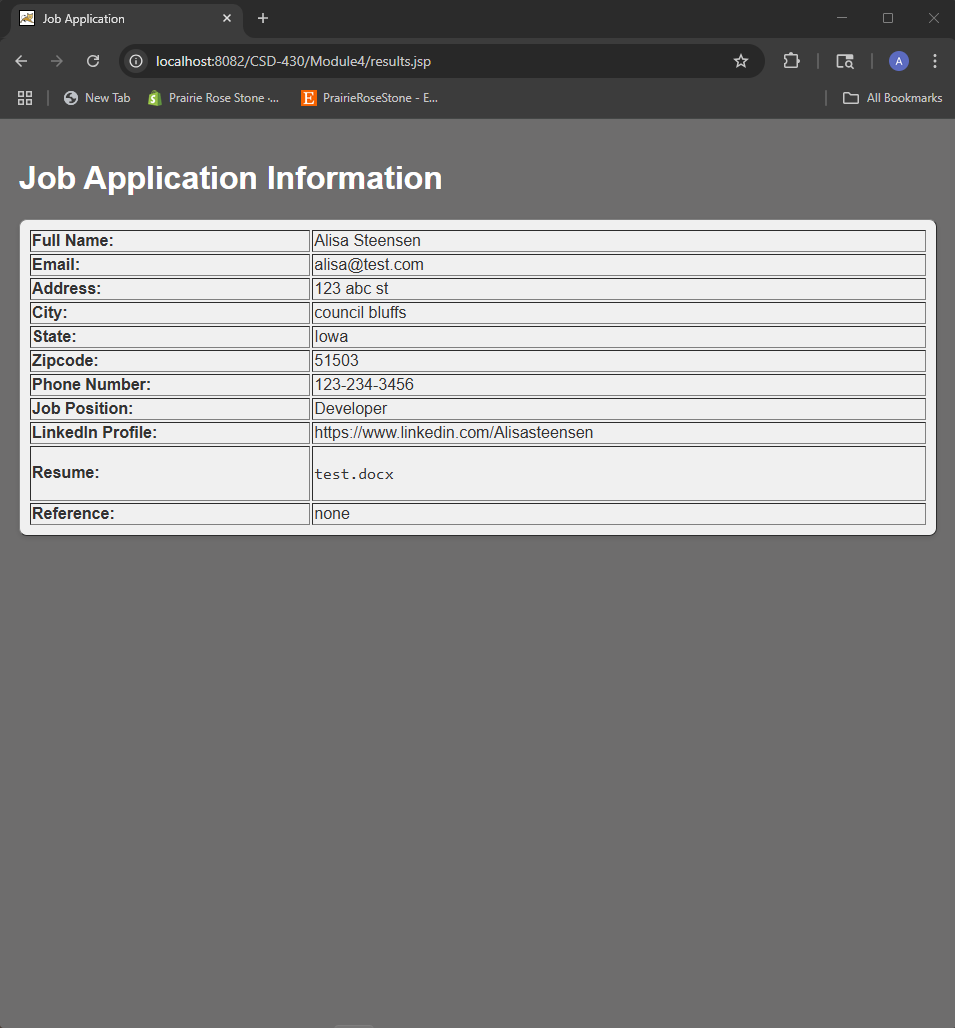 Job Application
localhost:8082/CSD-430/Module4/results.jsp
A
New Tab Prairie Rose Stone ·... PrairieRoseStone - E... All Bookmarks
Job Application Information
Full Name: Alisa Steensen
Email: alisa@test.com
Address: 123 abc st
City: council bluffs
State: Iowa
Zipcode: 51503
Phone Number: 123-234-3456
Job Position: Developer
LinkedIn Profile: https://www.linkedin.com/Alisasteensen
Resume: test.docx
Reference: none